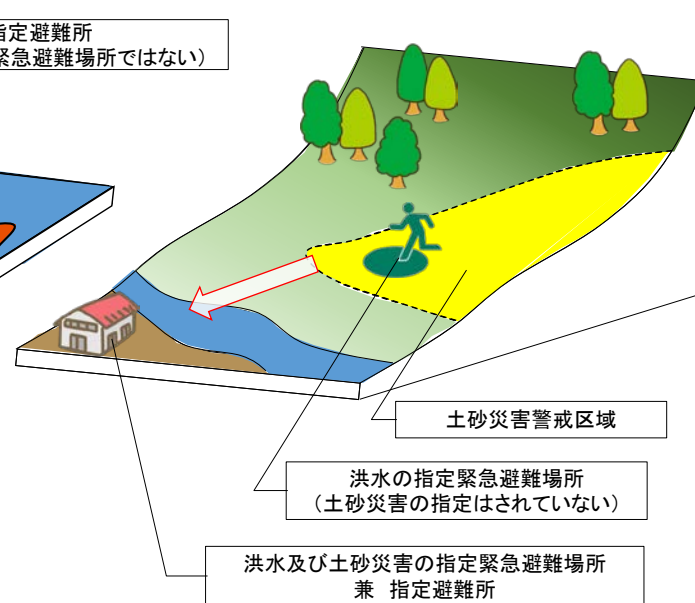 指定避難所
緊急避難場所ではない）
土砂災害警戒区域
洪水の指定緊急避難場所
（土砂災害の指定はされていない）
洪水及び土砂災害の指定緊急避難場所
兼　指定避難所